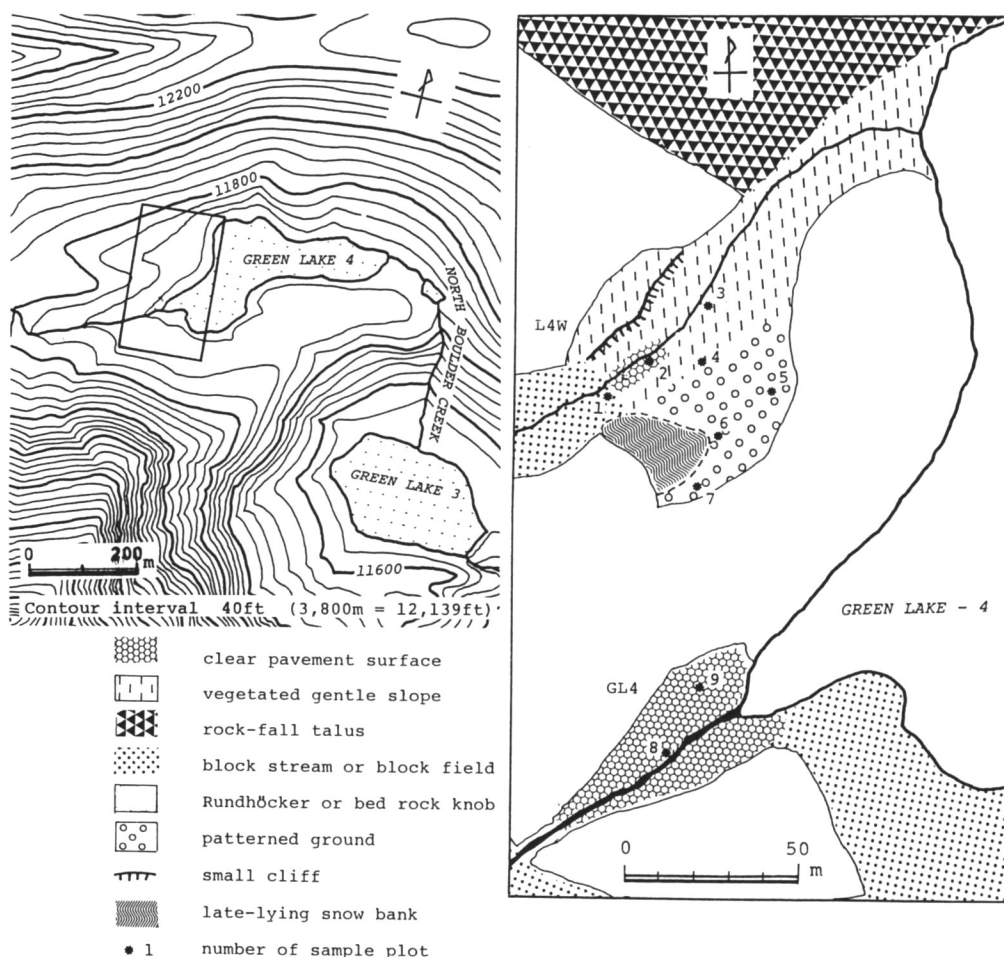 12200
11800
GREEN LAKE 4
NORTH BOULDER CREEK
GREEN LAKE 3
0 200 m
11600
Contour interval 40ft (3,800m = 12,139ft)
clear pavement surface
vegetated gentle slope
rock-fall talus
block stream or block field
Rundhöcker or bed rock knob
patterned ground
small cliff
late-lying snow bank
1 number of sample plot
L4W
3
2
4
5
1
6
7
GREEN LAKE - 4
GL4
9
8
0 50
m